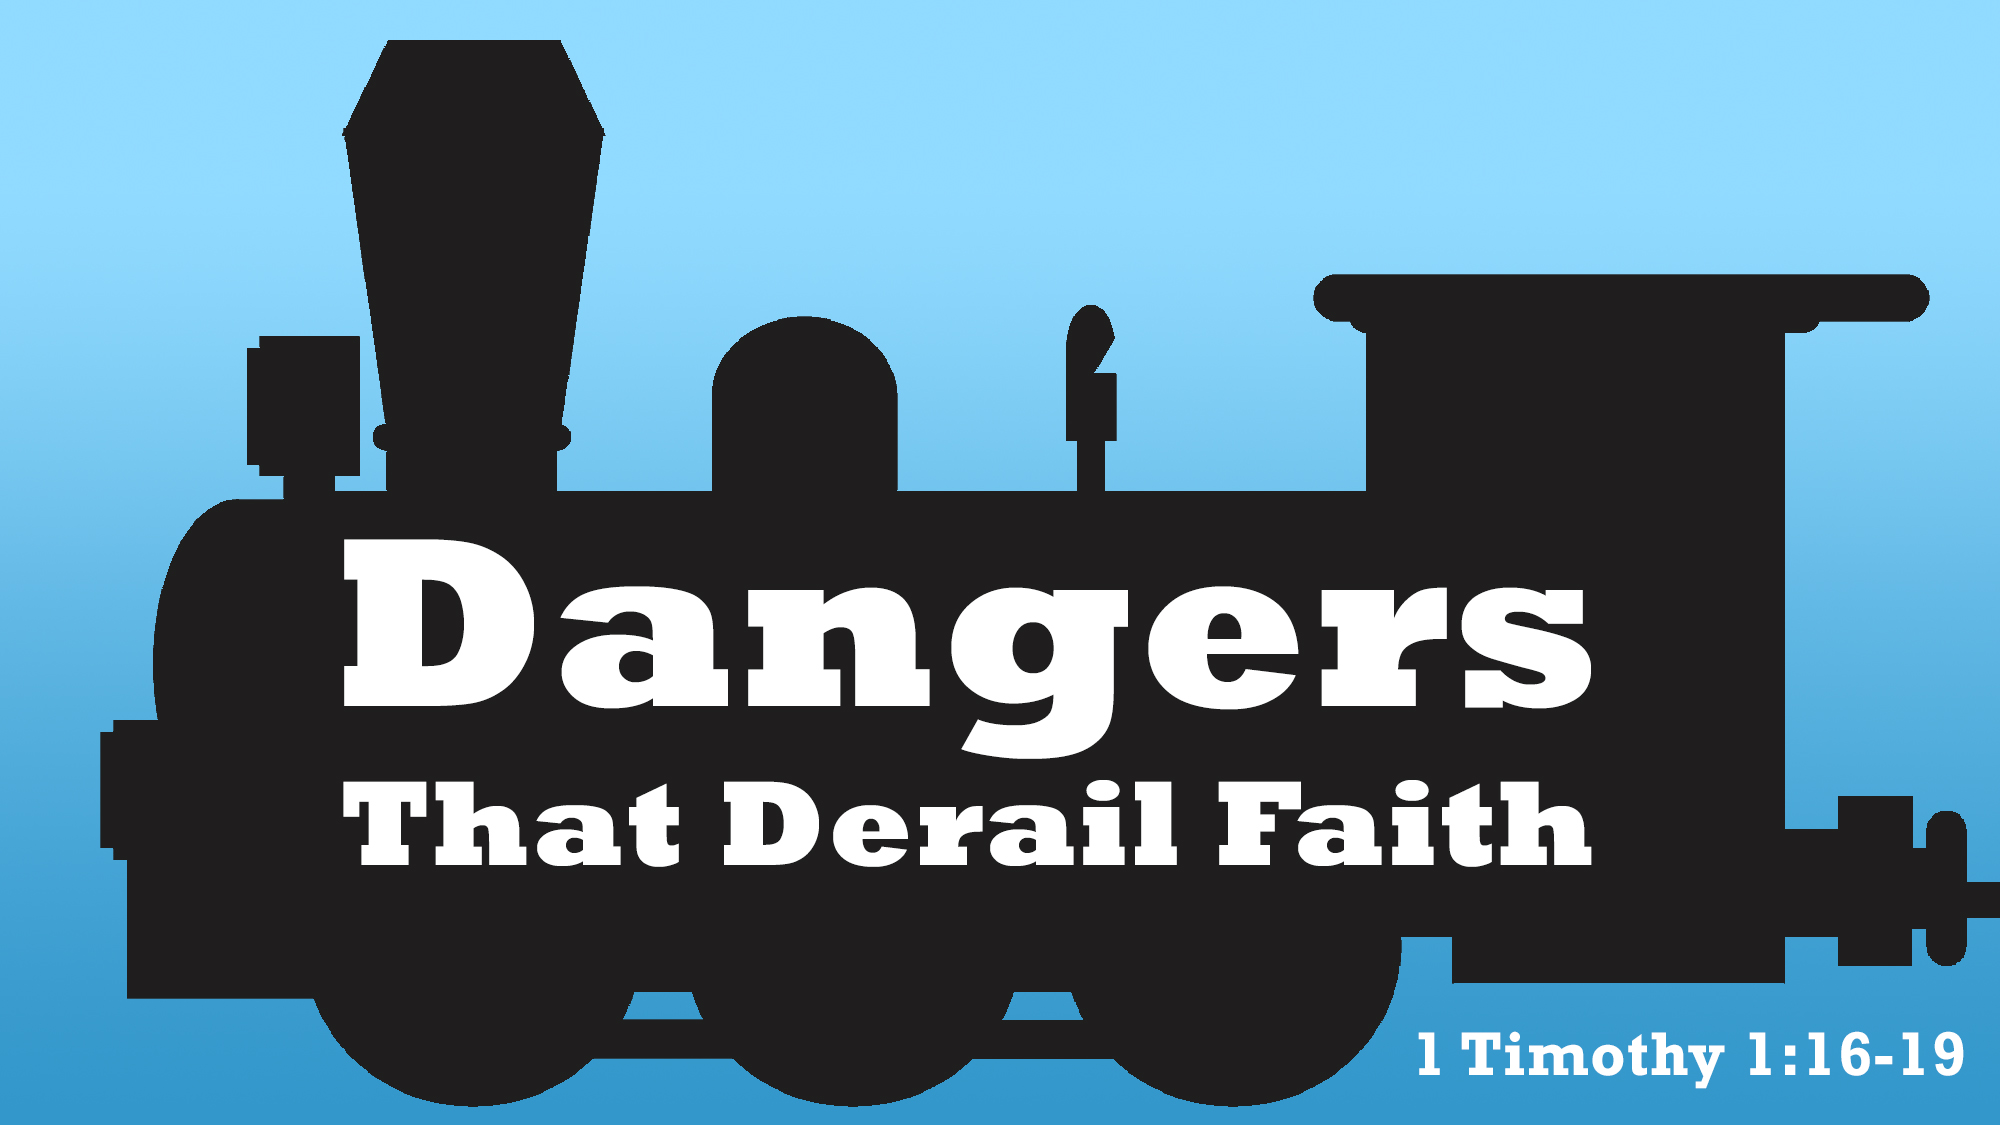 Dangers
That Derail Faith
1 Timothy 1:16-19